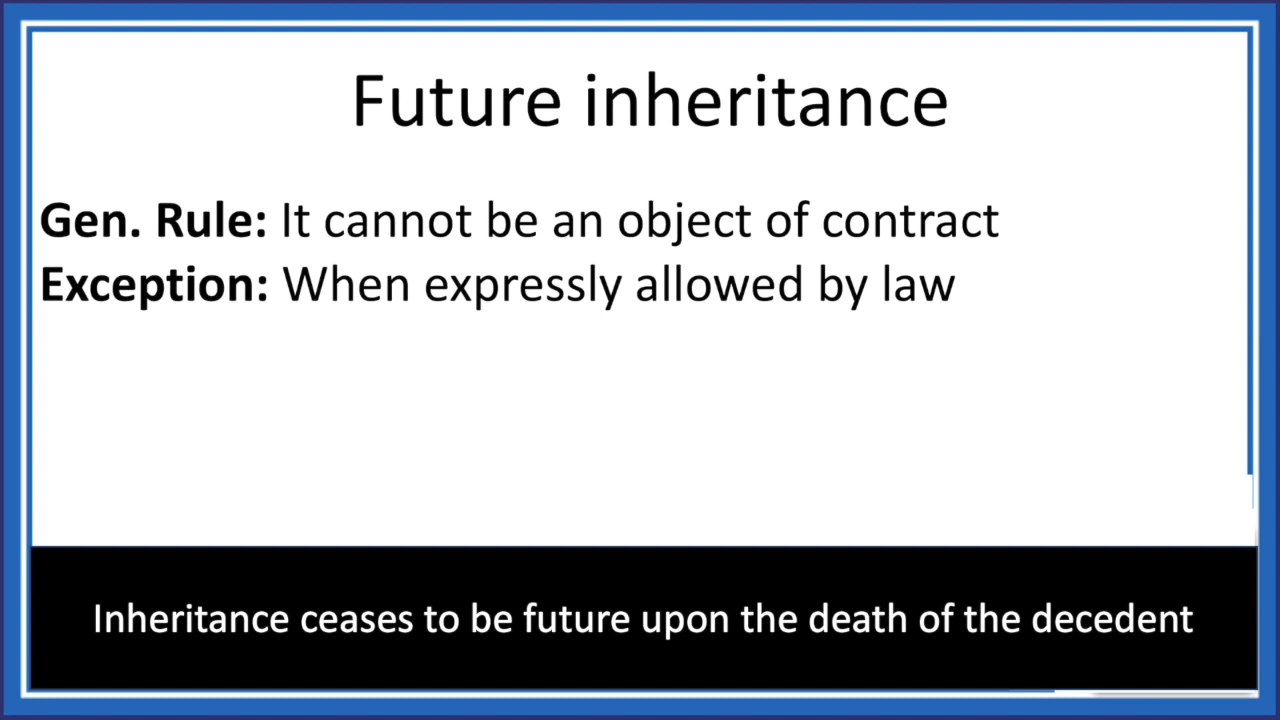 Future inheritance
Gen. Rule: It cannot be an object of contract
Exception: When expressly allowed by law
Inheritance ceases to be future upon the death of the decedent